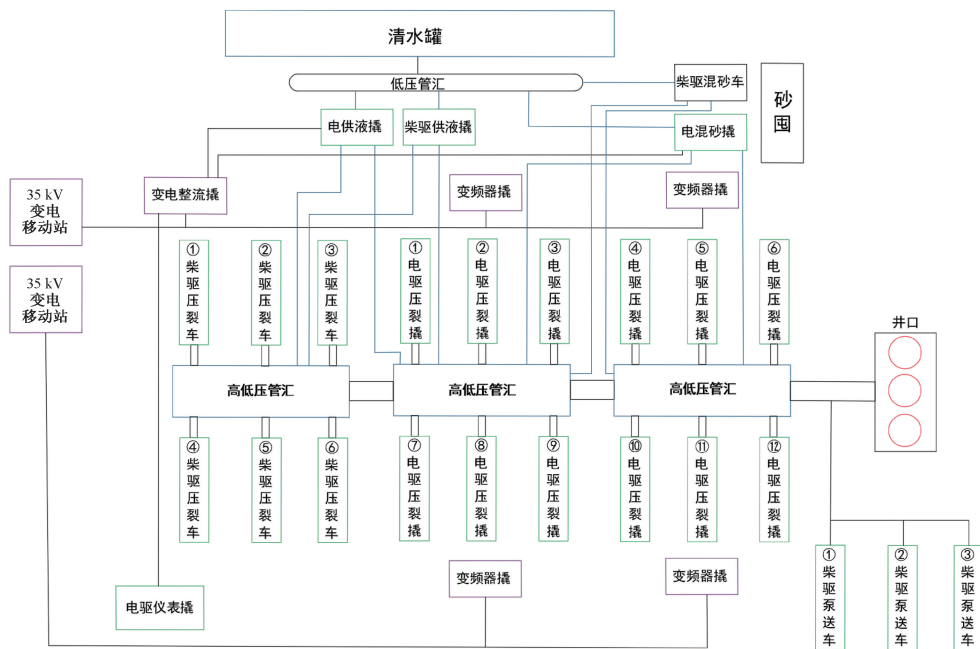 清水罐
低压管汇
柴驱混砂车
砂囤
电供液撬
柴驱供液撬
电混砂撬
35 kV
变电
移动站
变电整流撬
变频器撬
变频器撬
35 kV
变电
移动站
①柴驱压裂车
②柴驱压裂车
③柴驱压裂车
①电驱压裂撬
②电驱压裂撬
③电驱压裂撬
④电驱压裂撬
⑤电驱压裂撬
⑥电驱压裂撬
井口
高低压管汇
高低压管汇
高低压管汇
④柴驱压裂车
⑤柴驱压裂车
⑥柴驱压裂车
⑦电驱压裂撬
⑧电驱压裂撬
⑨电驱压裂撬
⑩电驱压裂撬
⑪电驱压裂撬
⑫电驱压裂撬
电驱仪表撬
变频器撬
变频器撬
①柴驱泵送车
②柴驱泵送车
③柴驱泵送车